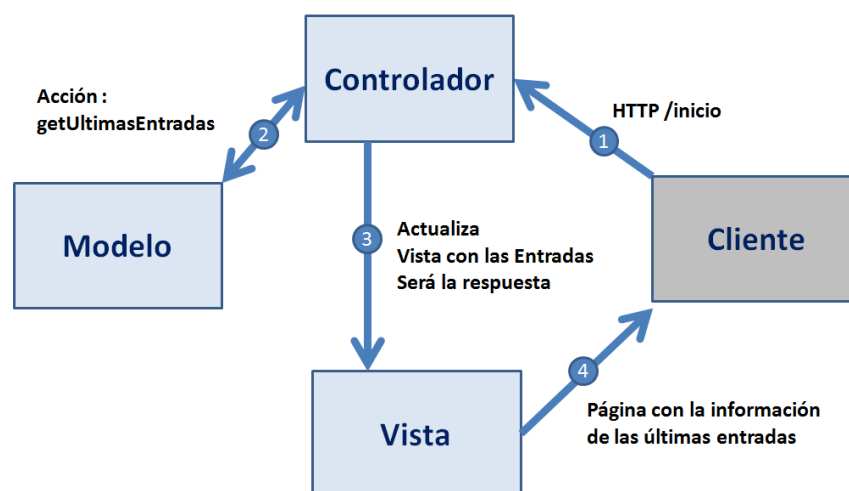 Controlador
Acción :
getUltimasEntradas
2
HTTP /inicio
1
Modelo
Cliente
3
Actualiza
Vista con las Entradas
Será la respuesta
4
Vista
Página con la información
de las últimas entradas